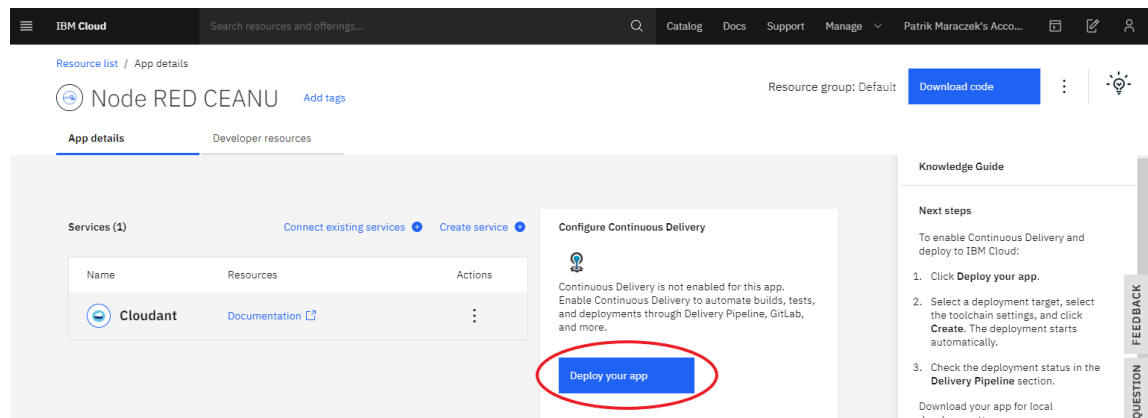 IBM Cloud
Search resources and offerings...
Catalog
Docs
Support
Manage
Patrik Maraczek's Acco...
Resource list / App details
Node RED CEANU
Add tags
Resource group: Default
Download code
App details
Developer resources
Services (1)
Connect existing services
Create service
Name
Resources
Actions
Cloudant
Documentation
Configure Continuous Delivery
Continuous Delivery is not enabled for this app.
Enable Continuous Delivery to automate builds, tests,
and deployments through Delivery Pipeline, GitLab,
and more.
Deploy your app
Knowledge Guide
Next steps
To enable Continuous Delivery and
deploy to IBM Cloud:
1. Click Deploy your app.
2. Select a deployment target, select
the toolchain settings, and click
Create. The deployment starts
automatically.
3. Check the deployment status in the
Delivery Pipeline section.
Download your app for local
FEEDBACK